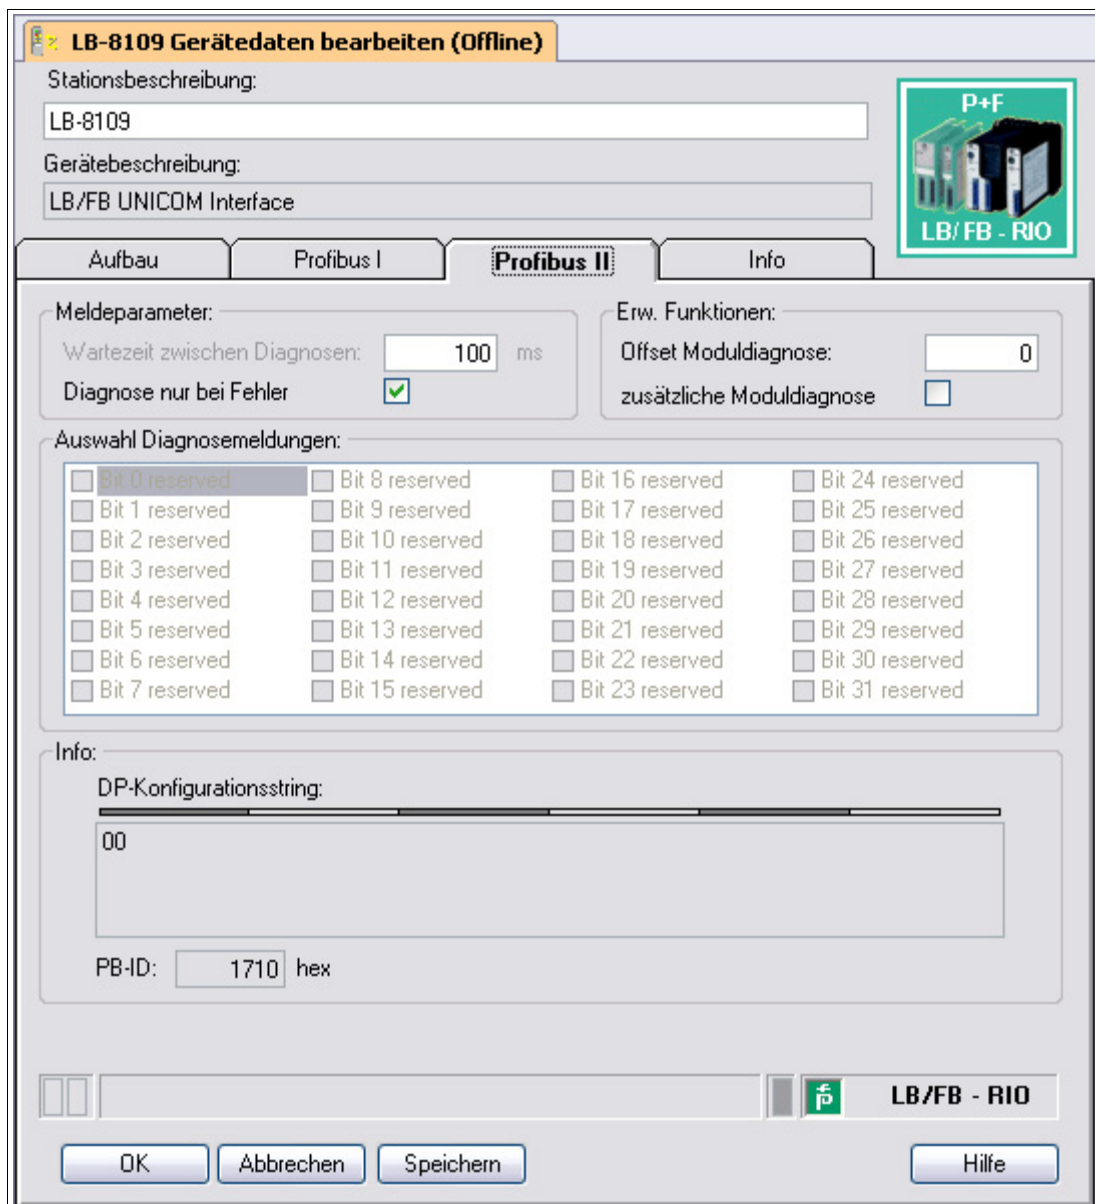 LB-8109 Gerätedaten bearbeiten (Offline)
Stationsbeschreibung:
LB-8109
Gerätebeschreibung:
LB/FB UNICOM Interface
P+F
LB/FB - RIO
Aufbau Profibus I Profibus II Info
Meldeparameter:
Wartezeit zwischen Diagnosen: 100 ms
Diagnose nur bei Fehler
Erw. Funktionen:
Offset Moduldiagnose: 0
zusätzliche Moduldiagnose
Auswahl Diagnosemeldungen:
Bit 0 reserved Bit 8 reserved Bit 16 reserved Bit 24 reserved
Bit 1 reserved Bit 9 reserved Bit 17 reserved Bit 25 reserved
Bit 2 reserved Bit 10 reserved Bit 18 reserved Bit 26 reserved
Bit 3 reserved Bit 11 reserved Bit 19 reserved Bit 27 reserved
Bit 4 reserved Bit 12 reserved Bit 20 reserved Bit 28 reserved
Bit 5 reserved Bit 13 reserved Bit 21 reserved Bit 29 reserved
Bit 6 reserved Bit 14 reserved Bit 22 reserved Bit 30 reserved
Bit 7 reserved Bit 15 reserved Bit 23 reserved Bit 31 reserved
Info:
DP-Konfigurationsstring:
00
PB-ID: 1710 hex
LB/FB - RIO
OK Abbrechen Speichern Hilfe